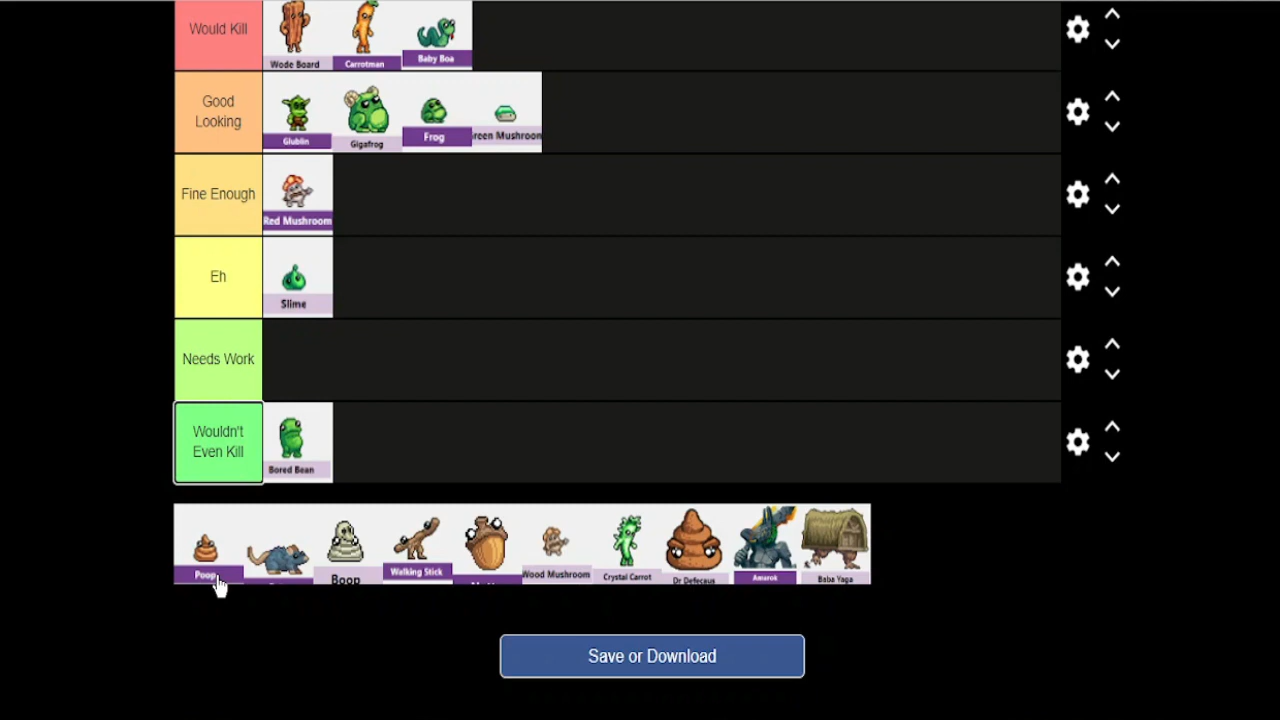 Would Kill
Wode Board
Carrotman
Baby Boa
Good
Looking
Glublin
Gigafrog
Frog
reen Mushroom
Fine Enough
Red Mushroom
Eh
Slime
Needs Work
Wouldn't
Even Kill
Bored Bean
Poop
Boop
Walking Stick
Wood Mushroom
Crystal Carrot
Dr Defecaus
Amarok
Baba Yaga
Save or Download